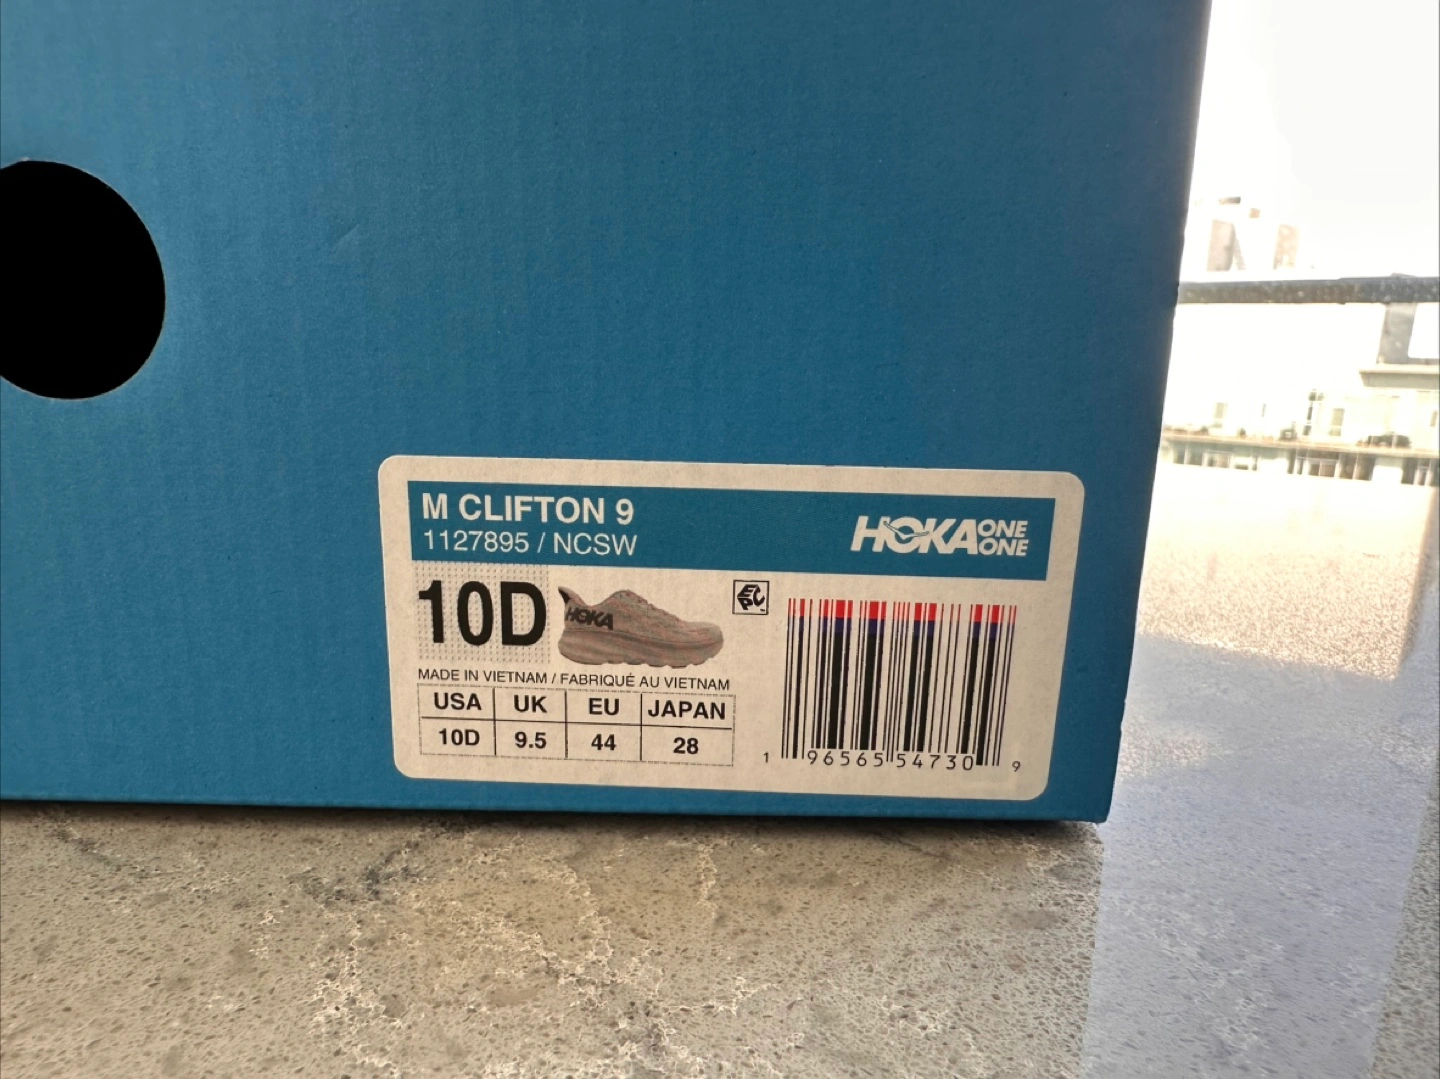 M CLIFTON 9
1127895 / NCSW
HOKA ONE ONE
10D
HOKA
EPC
MADE IN VIETNAM / FABRIQUÉ AU VIETNAM
USA UK EU JAPAN
10D 9.5 44 28
1 96565 54730 9